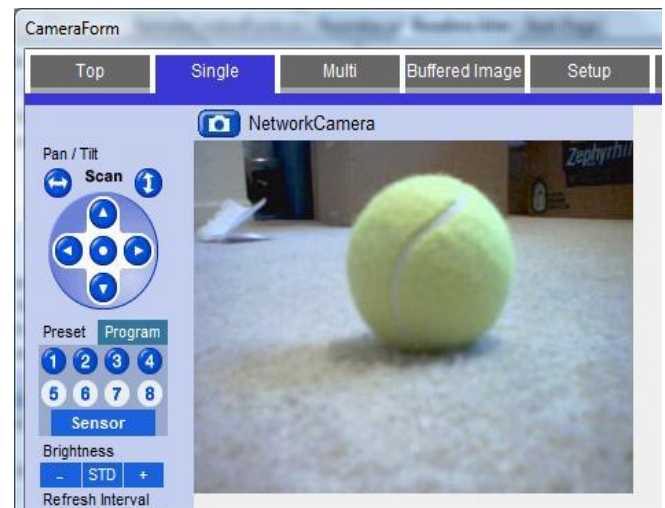 CameraForm
Top Single Multi Buffered Image Setup
NetworkCamera
Pan / Tilt
Scan
Zephyrhi
Preset Program
1 2 3 4
5 6 7 8
Sensor
Brightness
- STD +
Refresh Interval